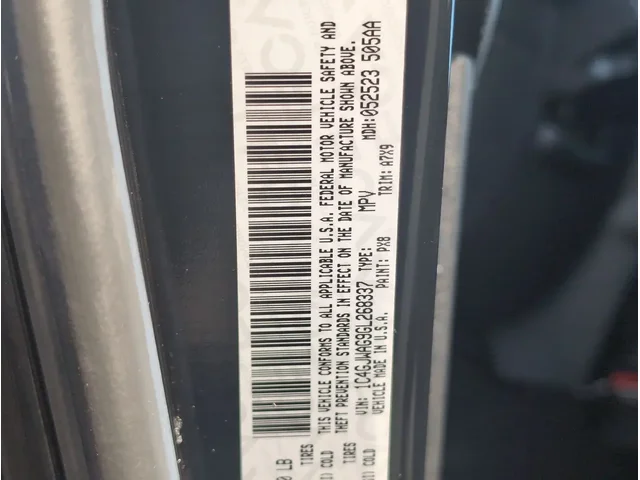 0 LB TIRES I) COLD
THIS VEHICLE CONFORMS TO ALL APPLICABLE U.S.A. FEDERAL MOTOR VEHICLE SAFETY AND
THEFT PREVENTION STANDARDS IN EFFECT ON THE DATE OF MANUFACTURE SHOWN ABOVE.
TIRES
VIN: 1C4GJWAG9GL268337 TYPE: MPV MDH:052523 505AA
I) COLD VEHICLE MADE IN U.S.A. PAINT: PXB TRIM: A7X9